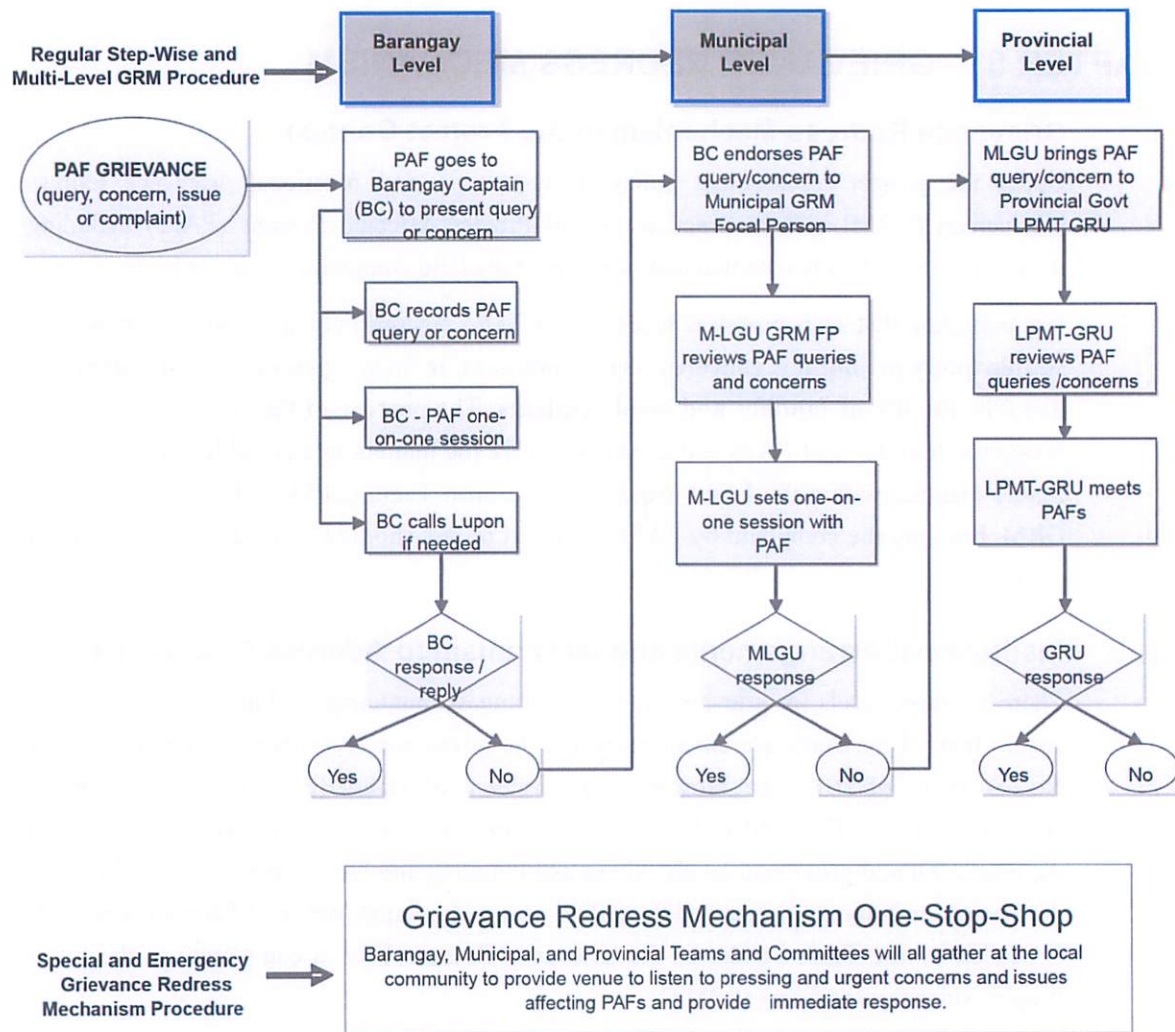 Regular Step-Wise and
Multi-Level GRM Procedure
Barangay
Level
Municipal
Level
Provincial
Level
PAF GRIEVANCE
(query, concern, issue
or complaint)
PAF goes to
Barangay Captain
(BC) to present query
or concern
BC records PAF
query or concern
BC - PAF one-
on-one session
BC calls Lupon
if needed
BC
response /
reply
Yes
No
BC endorses PAF
query/concern to
Municipal GRM
Focal Person
M-LGU GRM FP
reviews PAF queries
and concerns
M-LGU sets one-on-
one session with
PAF
MLGU
response
Yes
No
MLGU brings PAF
query/concern to
Provincial Govt
LPMT GRU
LPMT-GRU
reviews PAF
queries /concerns
LPMT-GRU meets
PAFs
GRU
response
Yes
No
Special and Emergency
Grievance Redress
Mechanism Procedure
Grievance Redress Mechanism One-Stop-Shop
Barangay, Municipal, and Provincial Teams and Committees will all gather at the local
community to provide venue to listen to pressing and urgent concerns and issues
affecting PAFs and provide immediate response.